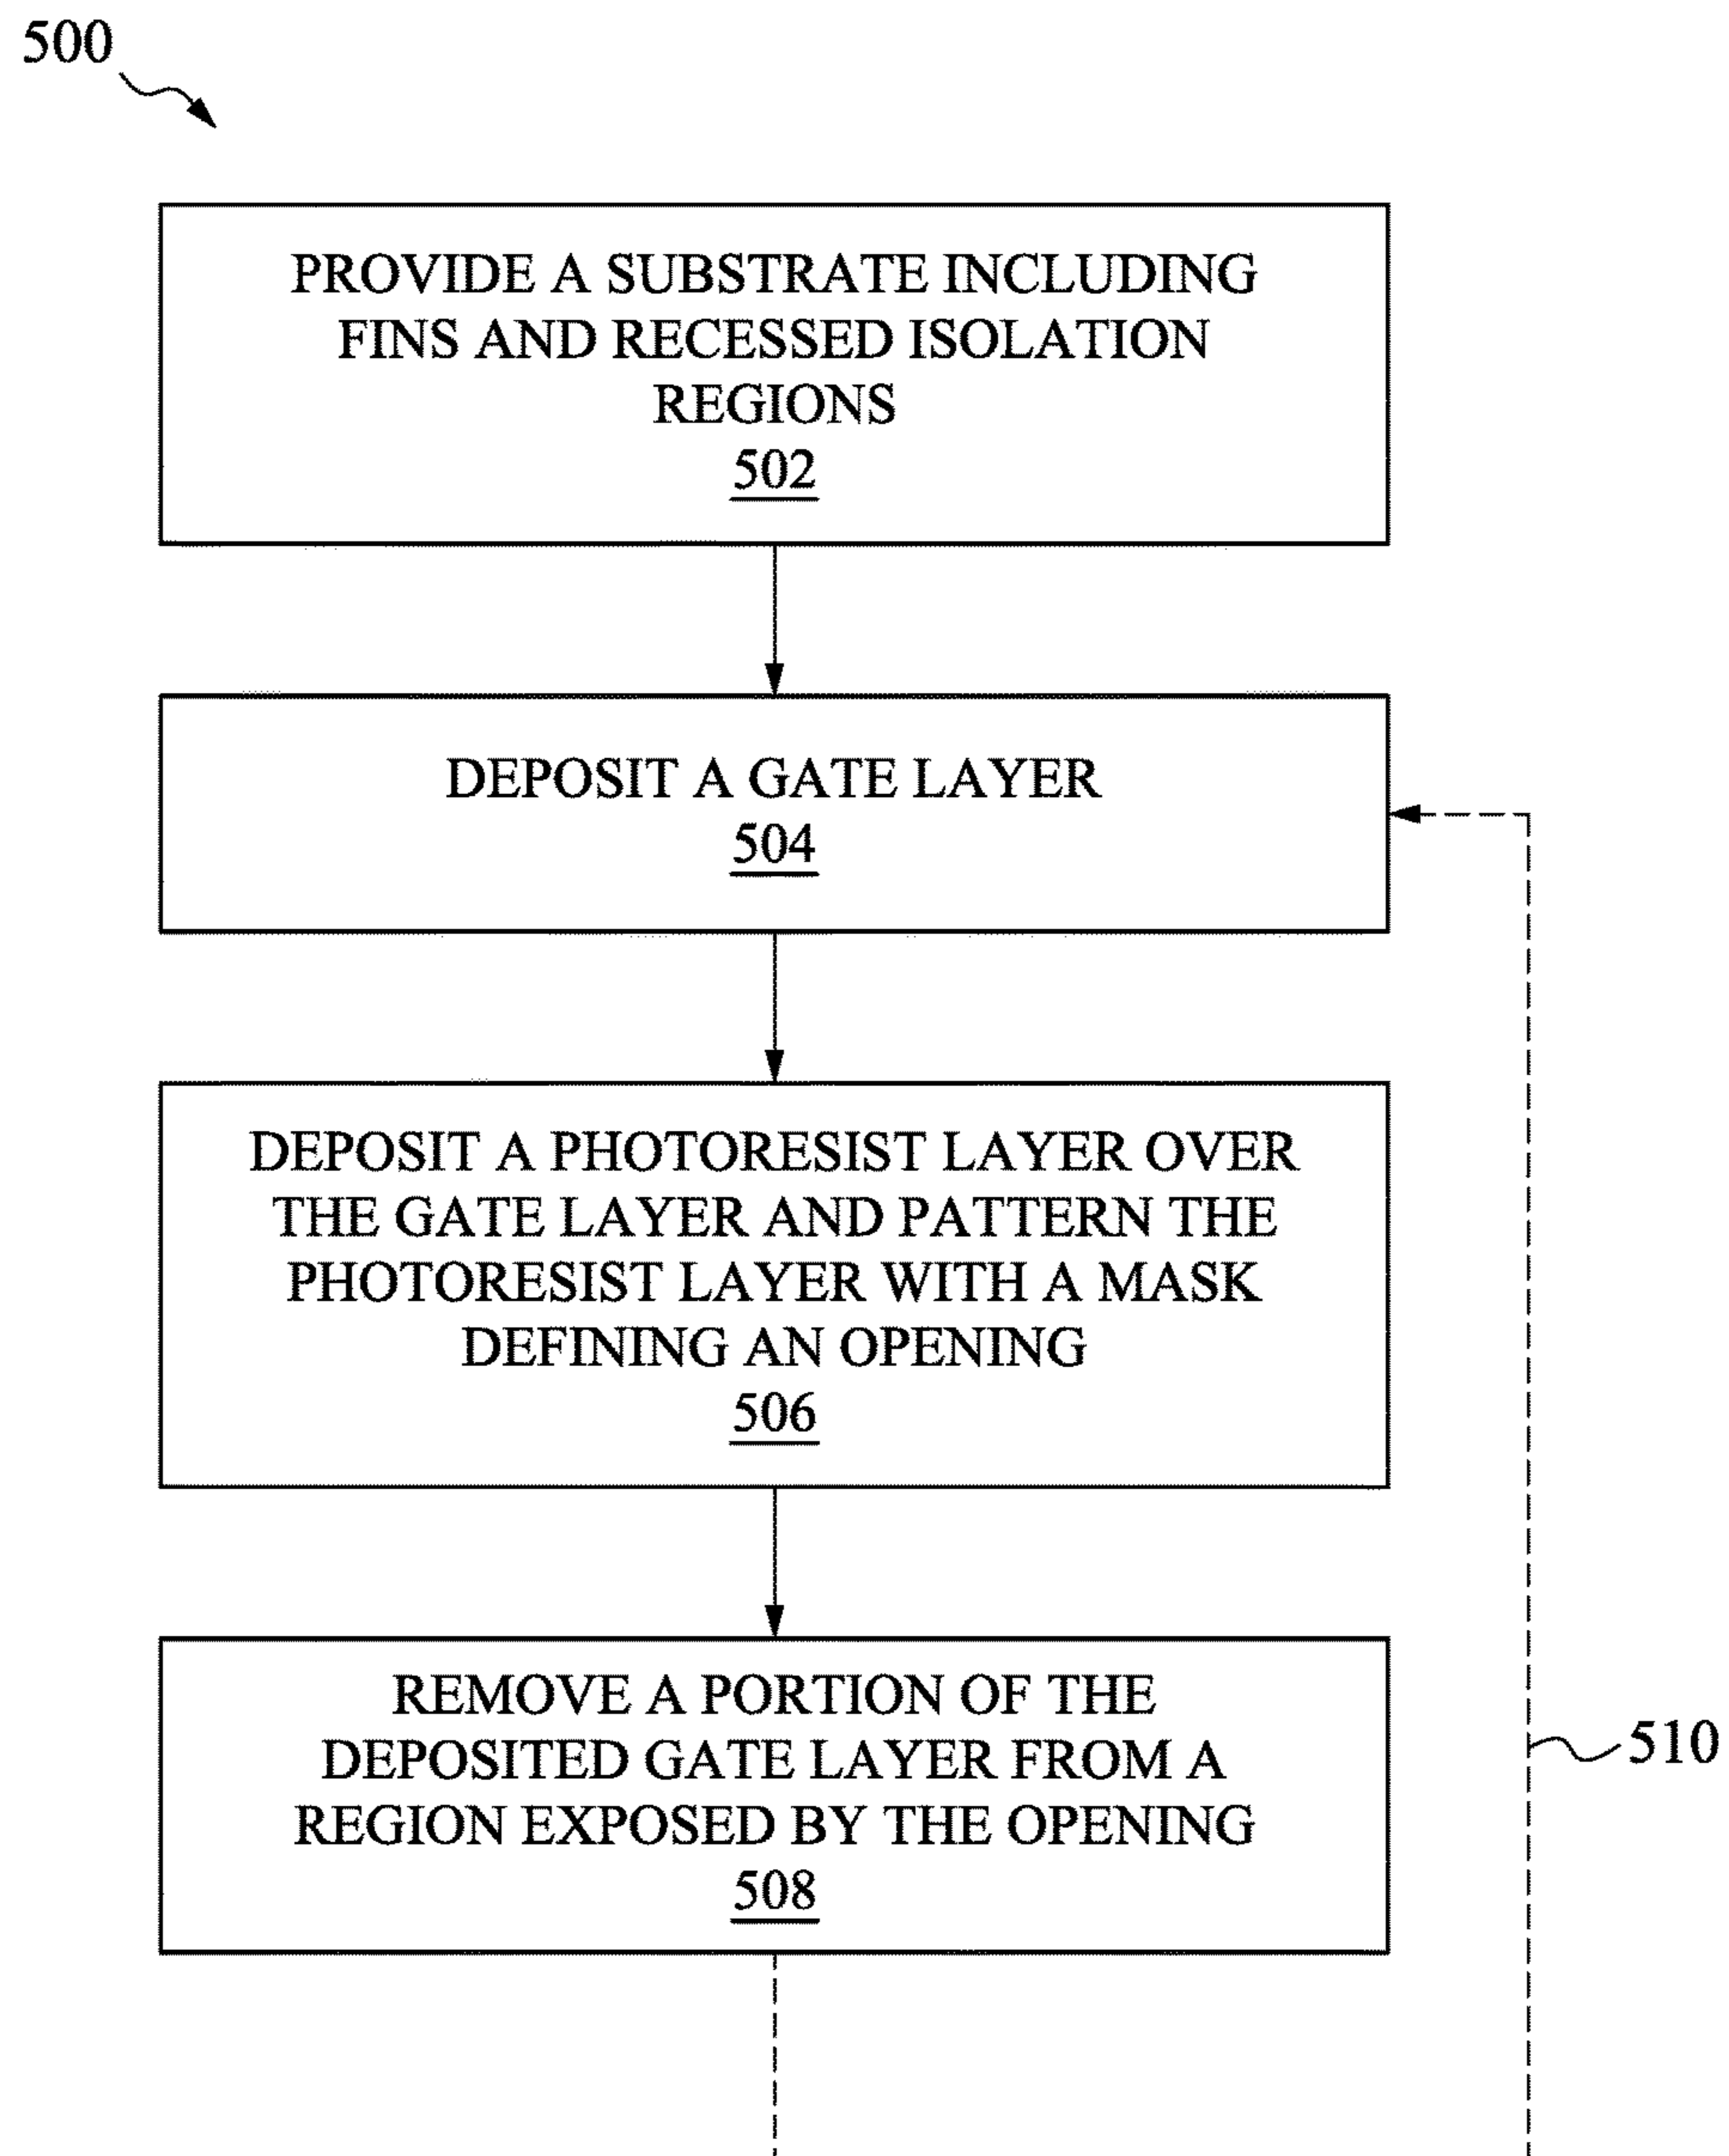 500
PROVIDE A SUBSTRATE INCLUDING
FINS AND RECESSED ISOLATION
REGIONS
502
DEPOSIT A GATE LAYER
504
DEPOSIT A PHOTORESIST LAYER OVER
THE GATE LAYER AND PATTERN THE
PHOTORESIST LAYER WITH A MASK
DEFINING AN OPENING
506
REMOVE A PORTION OF THE
DEPOSITED GATE LAYER FROM A
REGION EXPOSED BY THE OPENING
508
510